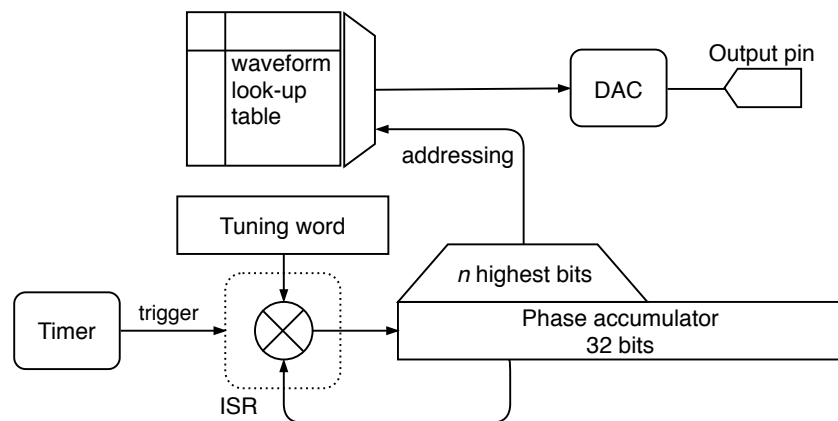 waveform
look-up
table
DAC
Output pin
addressing
Tuning word
n highest bits
Timer
trigger
Phase accumulator
32 bits
ISR